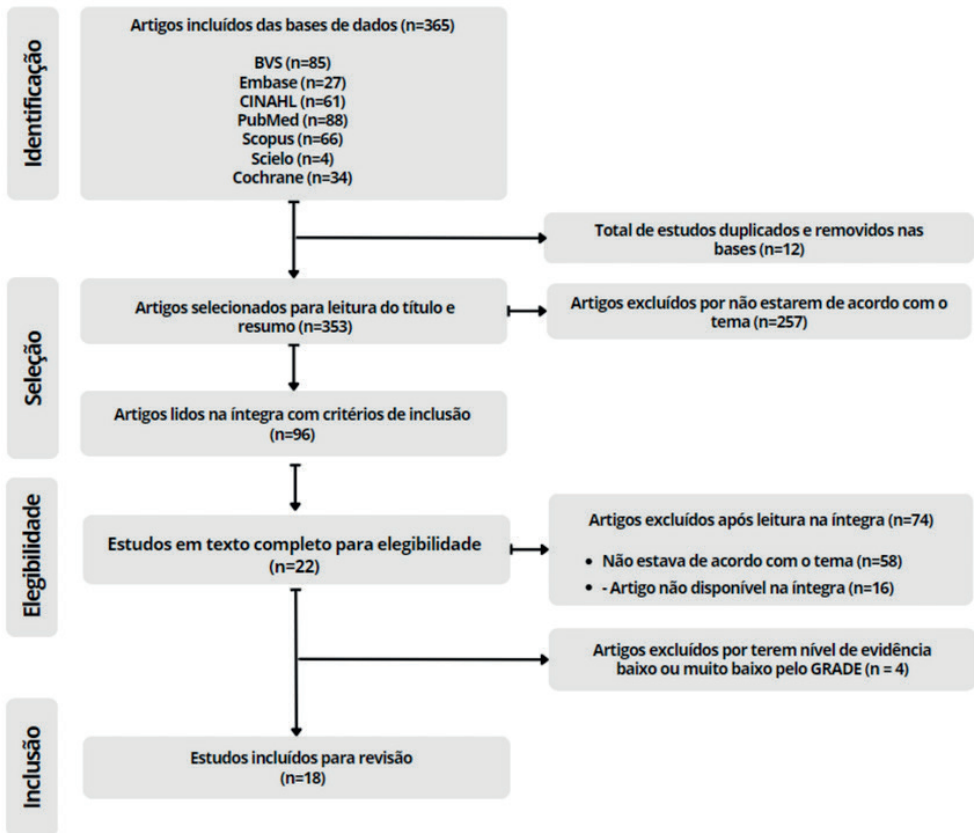 Identificação
Artigos incluídos das bases de dados (n=365)
BVS (n=85)
Embase (n=27)
CINAHL (n=61)
PubMed (n=88)
Scopus (n=66)
Scielo (n=4)
Cochrane (n=34)
Total de estudos duplicados e removidos nas
bases (n=12)
Seleção
Artigos selecionados para leitura do título e
resumo (n=353)
Artigos excluídos por não estarem de acordo com o
tema (n=257)
Artigos lidos na íntegra com critérios de inclusão
(n=96)
Elegibilidade
Estudos em texto completo para elegibilidade
(n=22)
Artigos excluídos após leitura na íntegra (n=74)
• Não estava de acordo com o tema (n=58)
• - Artigo não disponível na íntegra (n=16)
Artigos excluídos por terem nível de evidência
baixo ou muito baixo pelo GRADE (n = 4)
Inclusão
Estudos incluídos para revisão
(n=18)